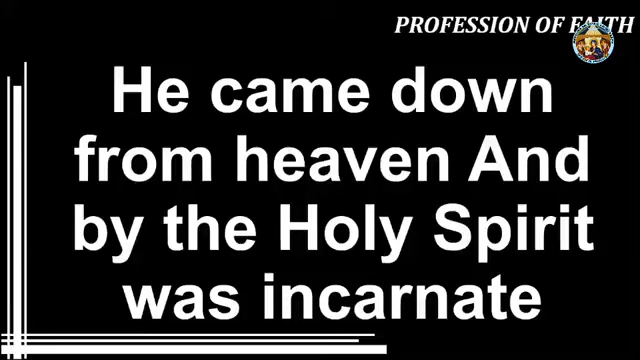 PROFESSION OF FAITH
He came down
from heaven And
by the Holy Spirit
was incarnate